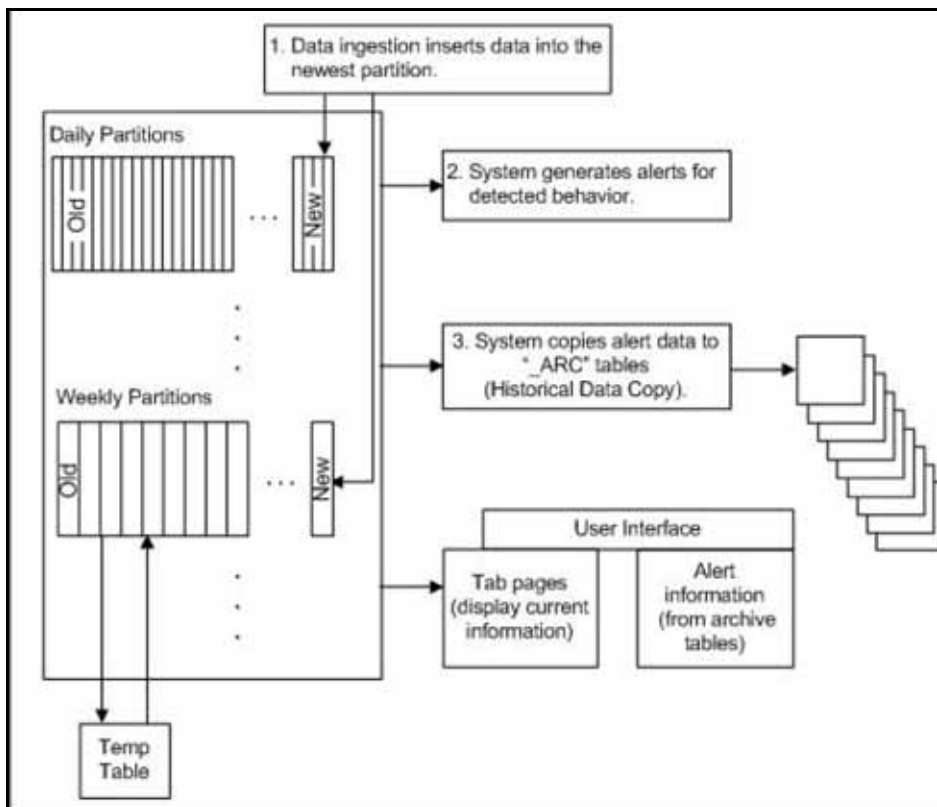 1. Data ingestion inserts data into the
newest partition.
Daily Partitions
Old
New
2. System generates alerts for
detected behavior.
3. System copies alert data to
"_ARC" tables
(Historical Data Copy).
Weekly Partitions
Old
New
User Interface
Tab pages
(display current
information)
Alert
information
(from archive
tables)
Temp
Table